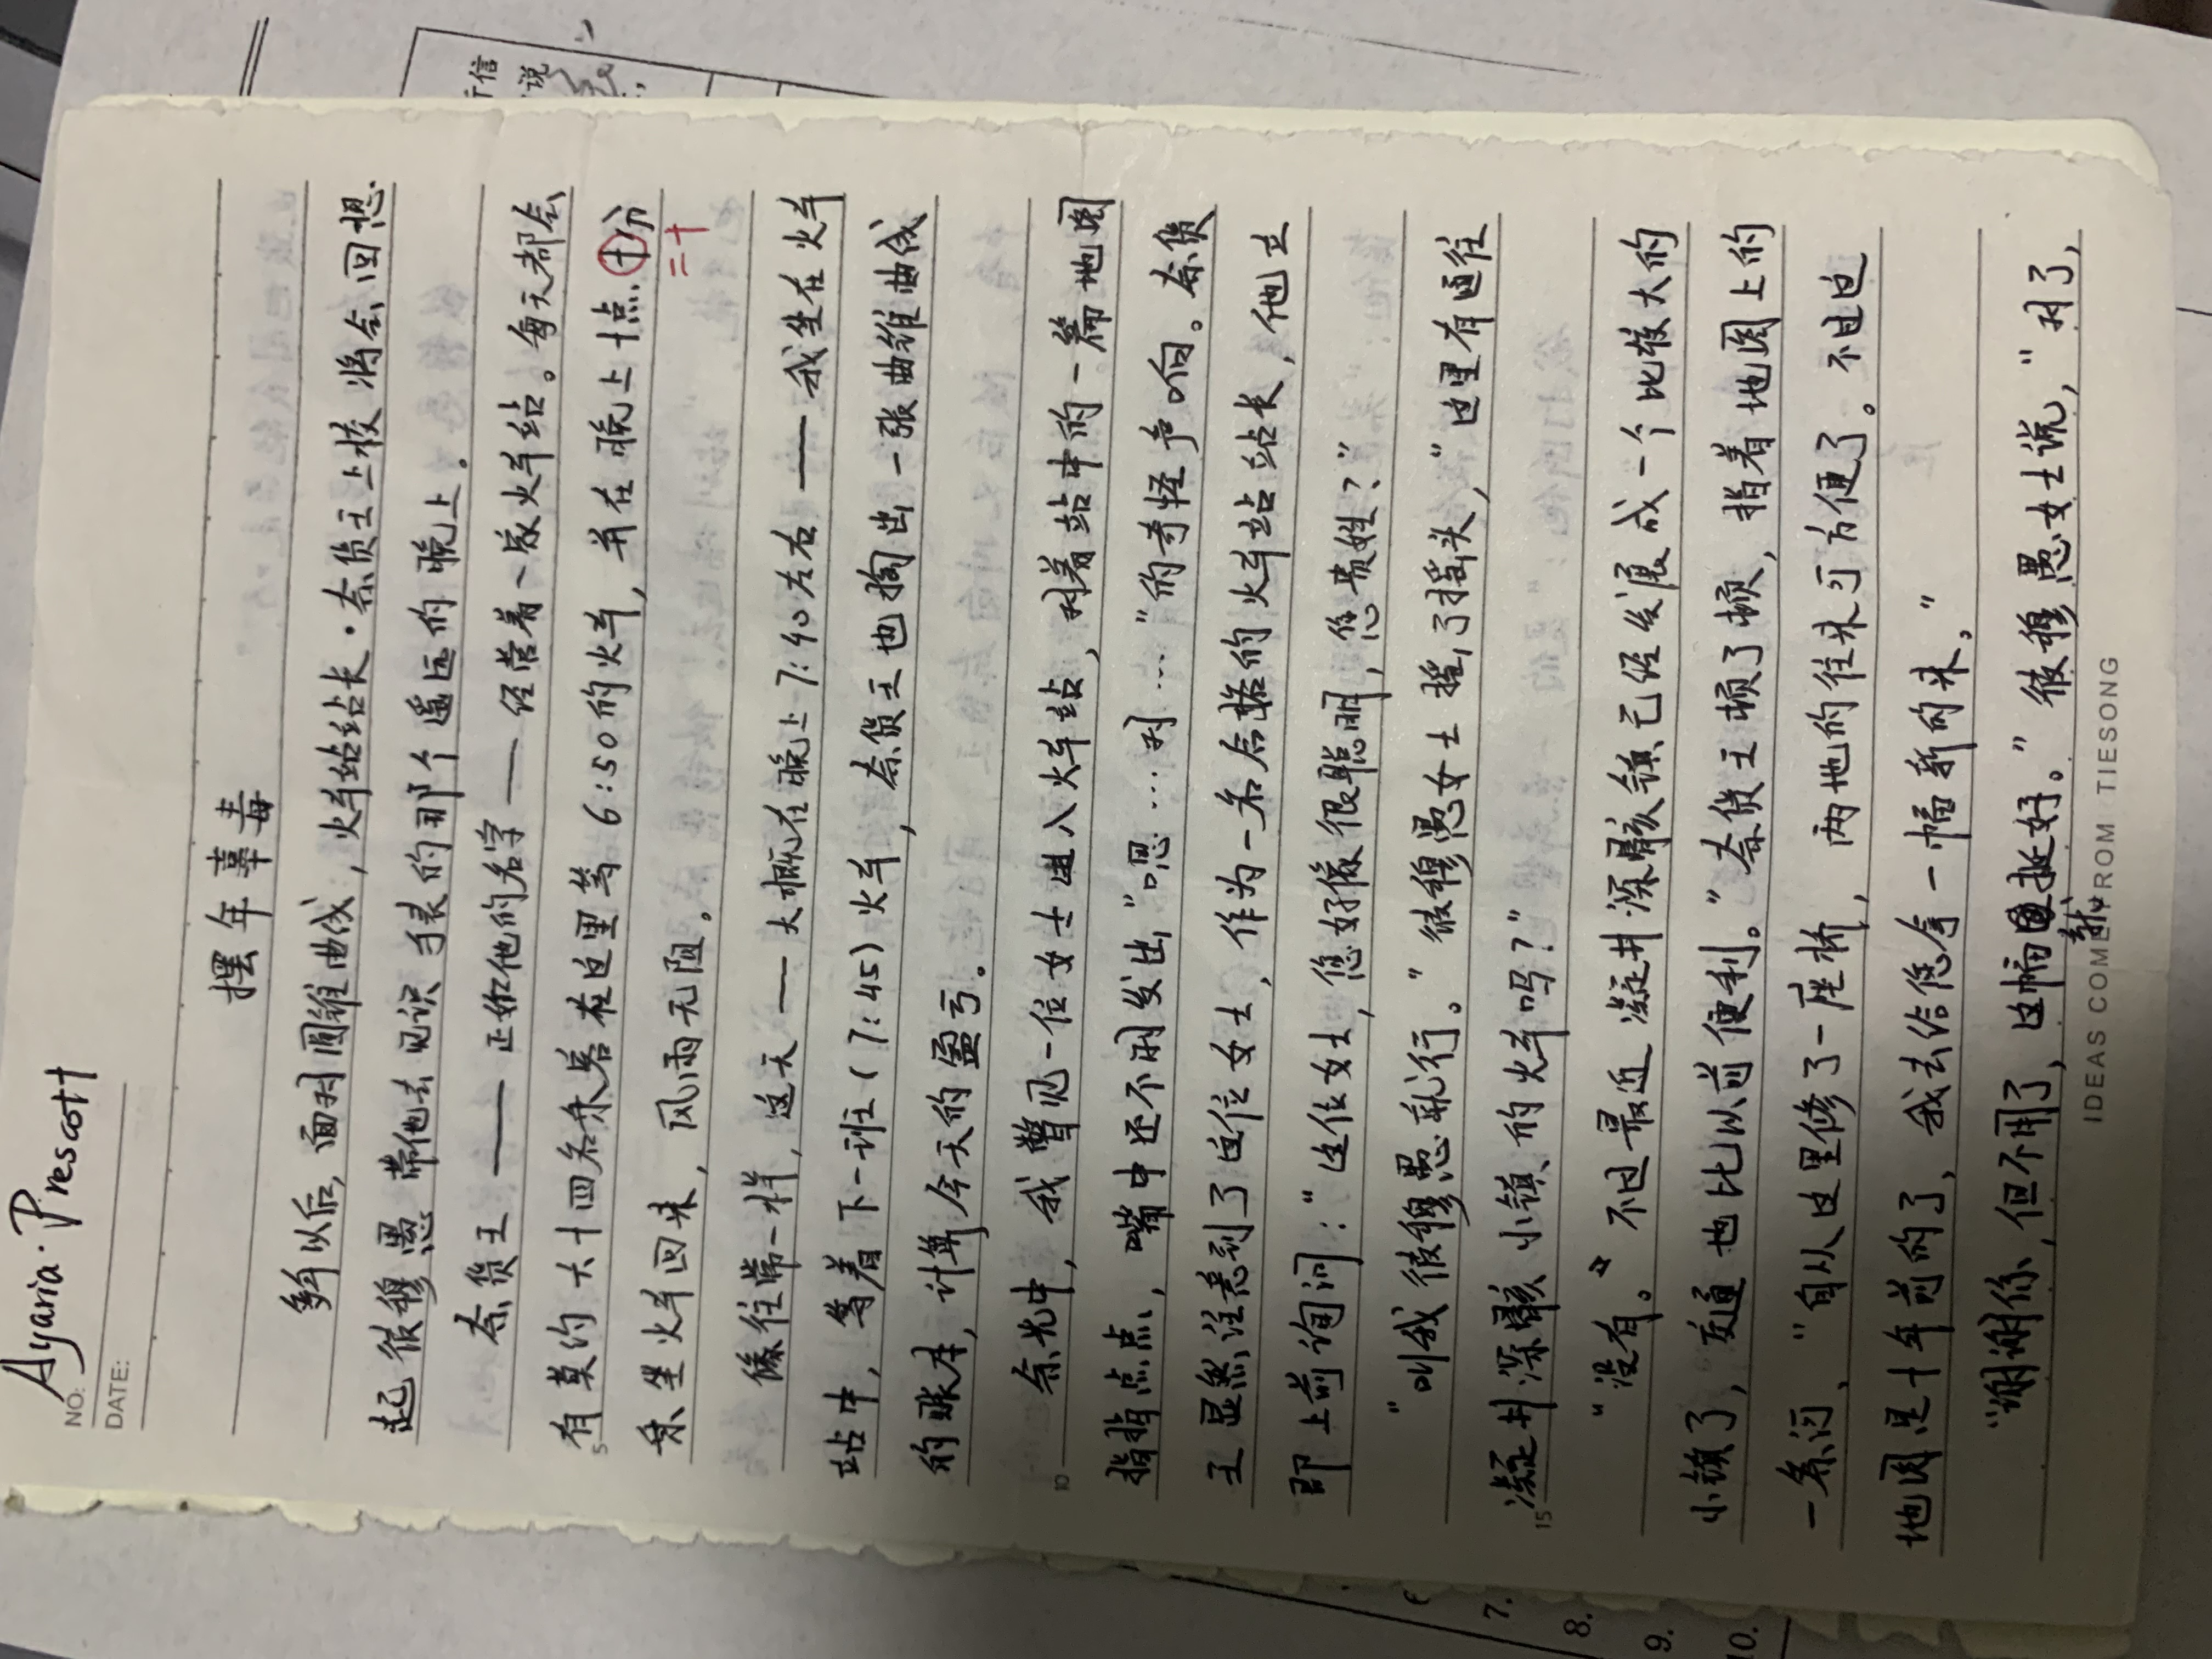 Ayaria·Prescott
NO:
DATE:
摆年辜毒
多年以后，面对圆锥曲线，火车站站长·奈货王上校将会回想
起彼穆愚带他去见识手表的那个遥远的晚上。
奈货王——正如他的名字——经营着一家火车站。每天都会
有莫约六十四名乘客在这里等6:50的火车，并在晚上十点十分
二十
5
乘坐火车回来，风雨无阻。
像往常一样，这天——大概在晚上7:40左右——我坐在火车
站中，等着下一班（7:45）火车，奈货王也掏出一张曲锥曲线
的账本，计算今天的盈亏。
余光中，我瞥见一位女士进入火车站，对着站中的一篇地图
10
指指点点，嘴中还不时发出“嗯…对…”的奇怪声响。奈货
王显然注意到了这位女士，作为一名合格的火车站站长，他立
即上前询问：“这位女士，您好像很聪明，您贵姓？”
“叫我彼穆愚就行。”彼穆愚女士摇了摇头，“这里有通往
凝井深骸小镇的火车吗？”
15
“没有。不过最近凝井深骸镇已经发展成一个比较大的
小镇了，交通也比以前便利。”奈货王顿了顿，指着地图上的
一条河，“自从这里修了一座桥，两地的往来可方便了。不过这
地图是十年前的了，我去给您拿一幅新的来。”
“谢谢你，但不用了，这幅就挺好。”彼穆愚女士说，“对了，
IDEAS COME FROM TIESONG
行信
说
6
7.
8.
9.
10.